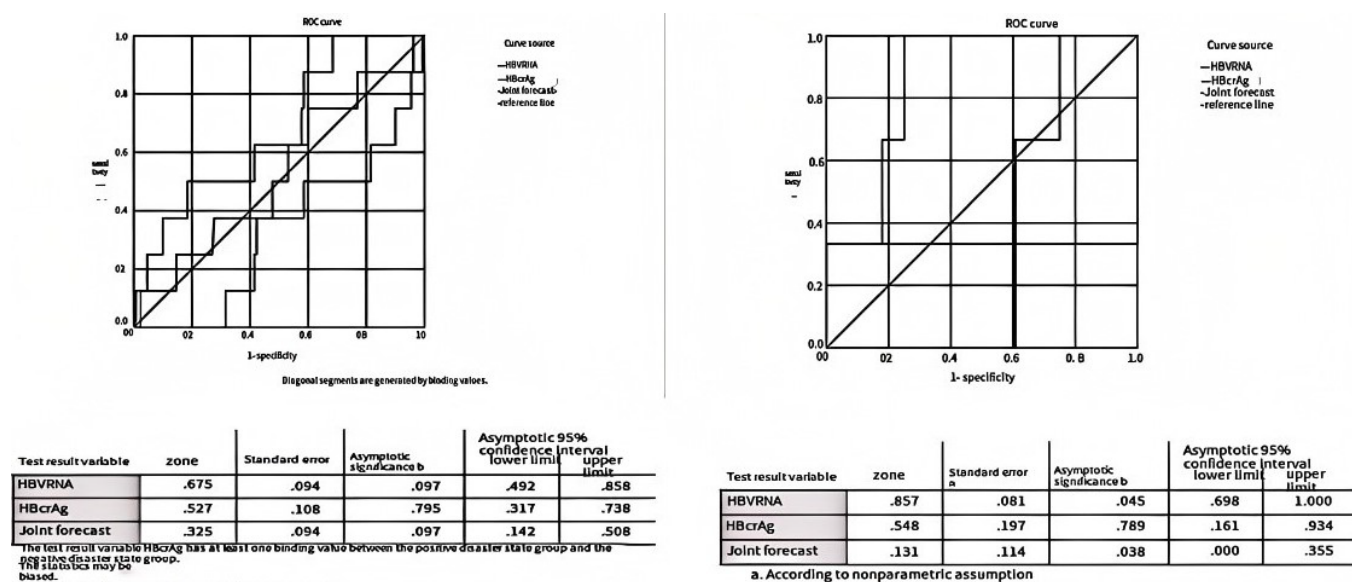 ROC curve
1.0
0.8
0.6
0.4
02
0.0
00
02
0.4
0.6
08
10
1- specificity
Curve source
HBVRNA
HBcrAg
Joint forecast
-reference line
Diagonal segments are generated by binding values.
Test result variable
zone
Standard error
Asymptotic
significance b
Asymptotic 95%
confidence interval
lower limit
upper
limit
HBVRNA .675 .094 .097 .492 .858
HBcrAg .527 .108 .795 .317 .738
Joint forecast .325 .094 .097 .142 .508
The test result variable HBcrAg has at least one binding value between the positive disaster state group and the
negative disaster state group.
The statistics may be
biased.
ROC curve
1.0
0.8
0.6
0.4
0.2
0.0
00
02
0.4
0.6
0.8
1.0
1- specificity
Curve source
HBVRNA
HBcrAg
-Joint forecast
-reference line
Test result variable
zone
Standard error
a
Asymptotic
significance b
Asymptotic 95%
confidence interval
lower limit
upper
limit
HBVRNA .857 .081 .045 .698 1.000
HBcrAg .548 .197 .789 .161 .934
Joint forecast .131 .114 .038 .000 .355
a. According to nonparametric assumption